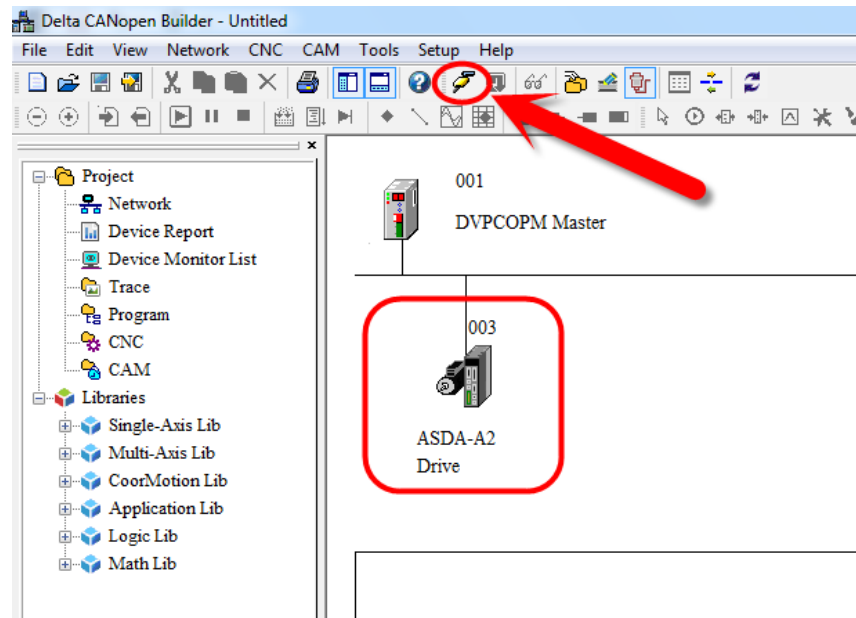 Delta CANopen Builder - Untitled
File Edit View Network CNC CAM Tools Setup Help
Project
Network
Device Report
Device Monitor List
Trace
Program
CNC
CAM
Libraries
Single-Axis Lib
Multi-Axis Lib
CoorMotion Lib
Application Lib
Logic Lib
Math Lib
001
DVPCOPM Master
003
ASDA-A2
Drive